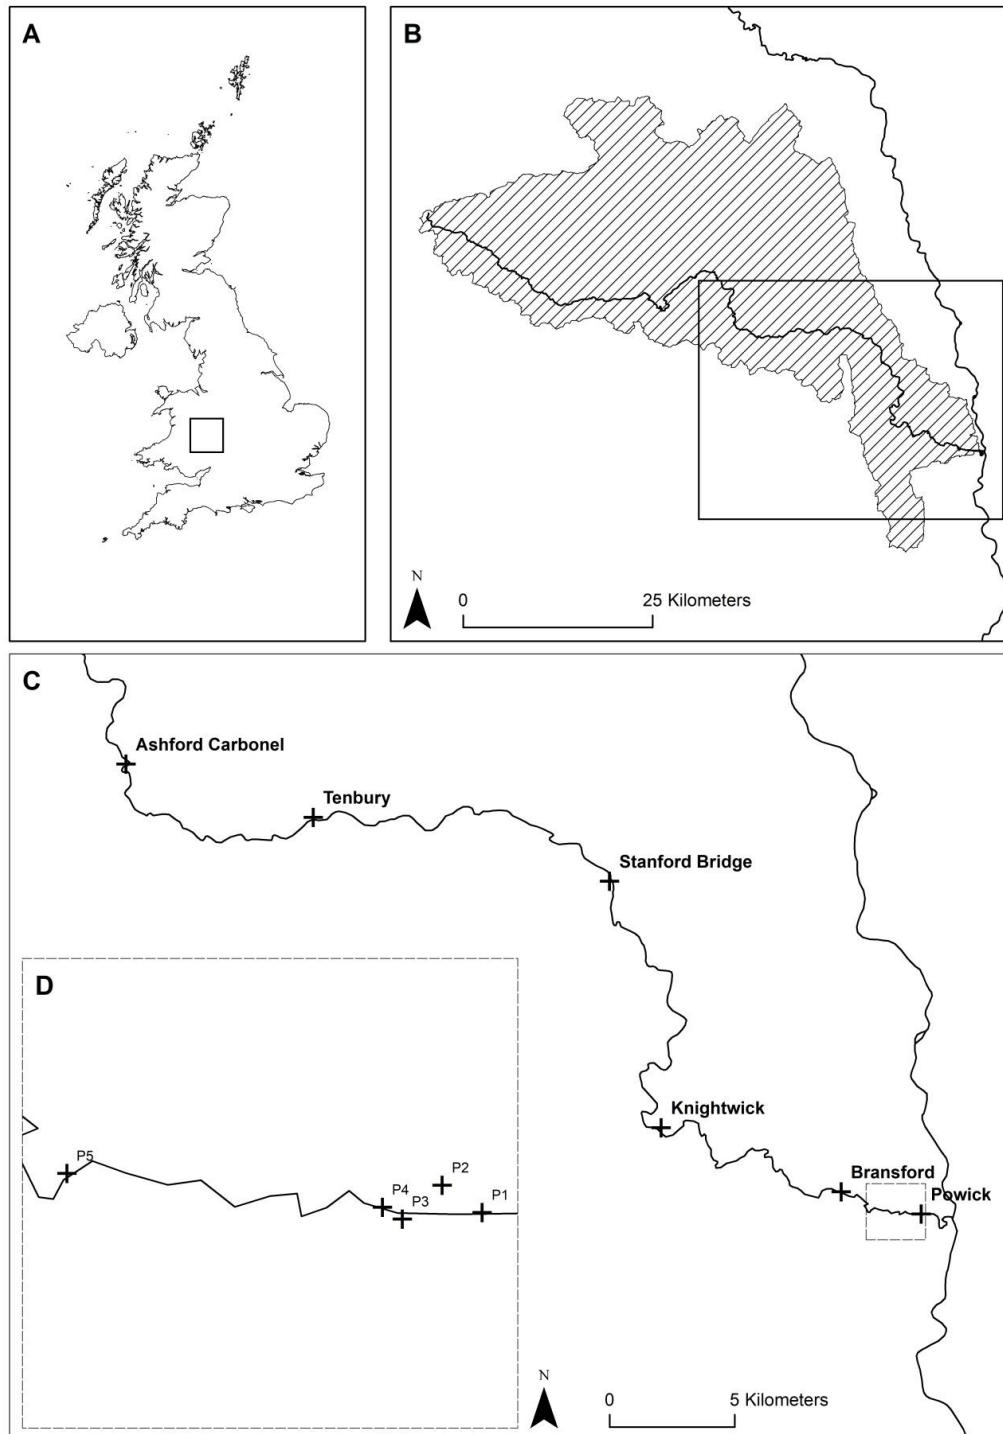 A
B
N
0 25 Kilometers
C
Ashford Carbonel
Tenbury
Stanford Bridge
D
Knightwick
P5
P2
P4
P3
P1
Bransford
Powick
N
0 5 Kilometers